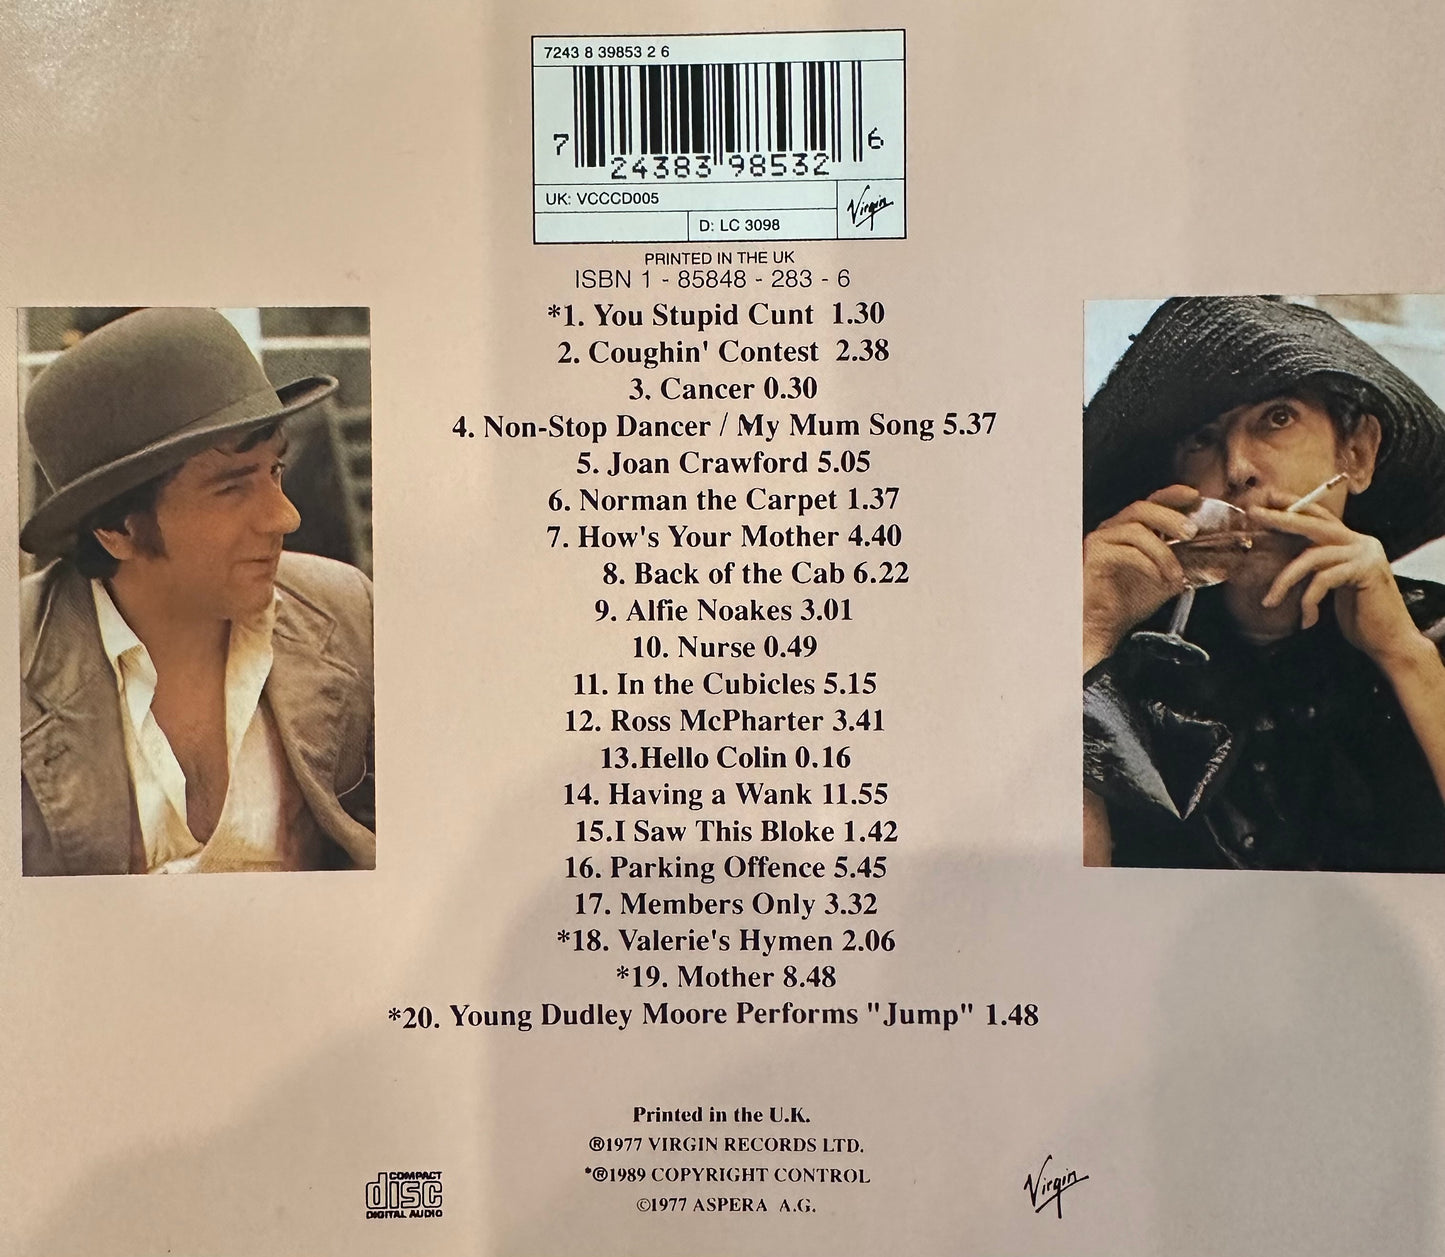 7243 8 39853 2 6
7 24383 98532 6
UK: VCCCD005
D: LC 3098
Virgin
PRINTED IN THE UK
ISBN 1 - 85848 - 283 - 6
*1. You Stupid Cunt 1.30
2. Coughin' Contest 2.38
3. Cancer 0.30
4. Non-Stop Dancer / My Mum Song 5.37
5. Joan Crawford 5.05
6. Norman the Carpet 1.37
7. How's Your Mother 4.40
8. Back of the Cab 6.22
9. Alfie Noakes 3.01
10. Nurse 0.49
11. In the Cubicles 5.15
12. Ross McPharter 3.41
13.Hello Colin 0.16
14. Having a Wank 11.55
15.I Saw This Bloke 1.42
16. Parking Offence 5.45
17. Members Only 3.32
*18. Valerie's Hymen 2.06
*19. Mother 8.48
*20. Young Dudley Moore Performs "Jump" 1.48
Printed in the U.K.
®1977 VIRGIN RECORDS LTD.
*®1989 COPYRIGHT CONTROL
©1977 ASPERA A.G.
COMPACT
disc
DIGITAL AUDIO
Virgin